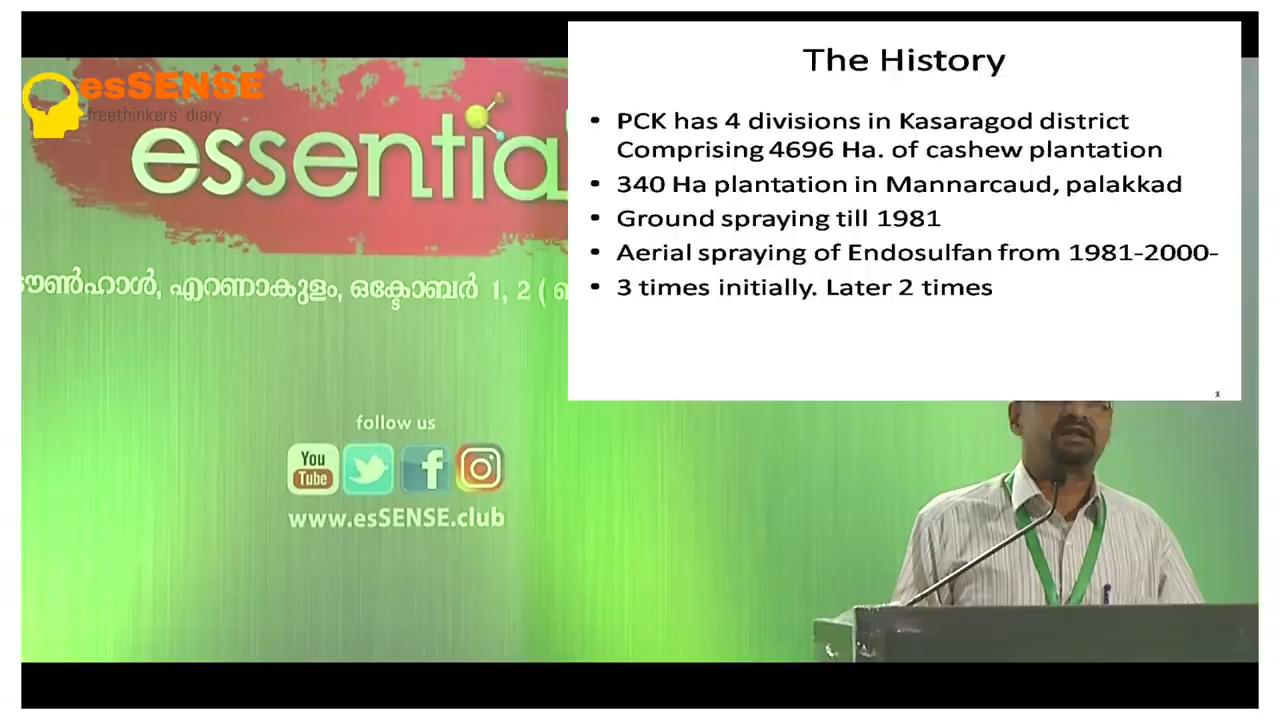 esSENSE
freethinkers' diary
essentia
ടൗൺഹാൾ, എറണാകുളം, ഒക്ടോബർ 1, 2 (
follow us
You
Tube
www.esSENSE.club
The History
• PCK has 4 divisions in Kasaragod district
Comprising 4696 Ha. of cashew plantation
• 340 Ha plantation in Mannarcaud, palakkad
• Ground spraying till 1981
• Aerial spraying of Endosulfan from 1981-2000-
• 3 times initially. Later 2 times